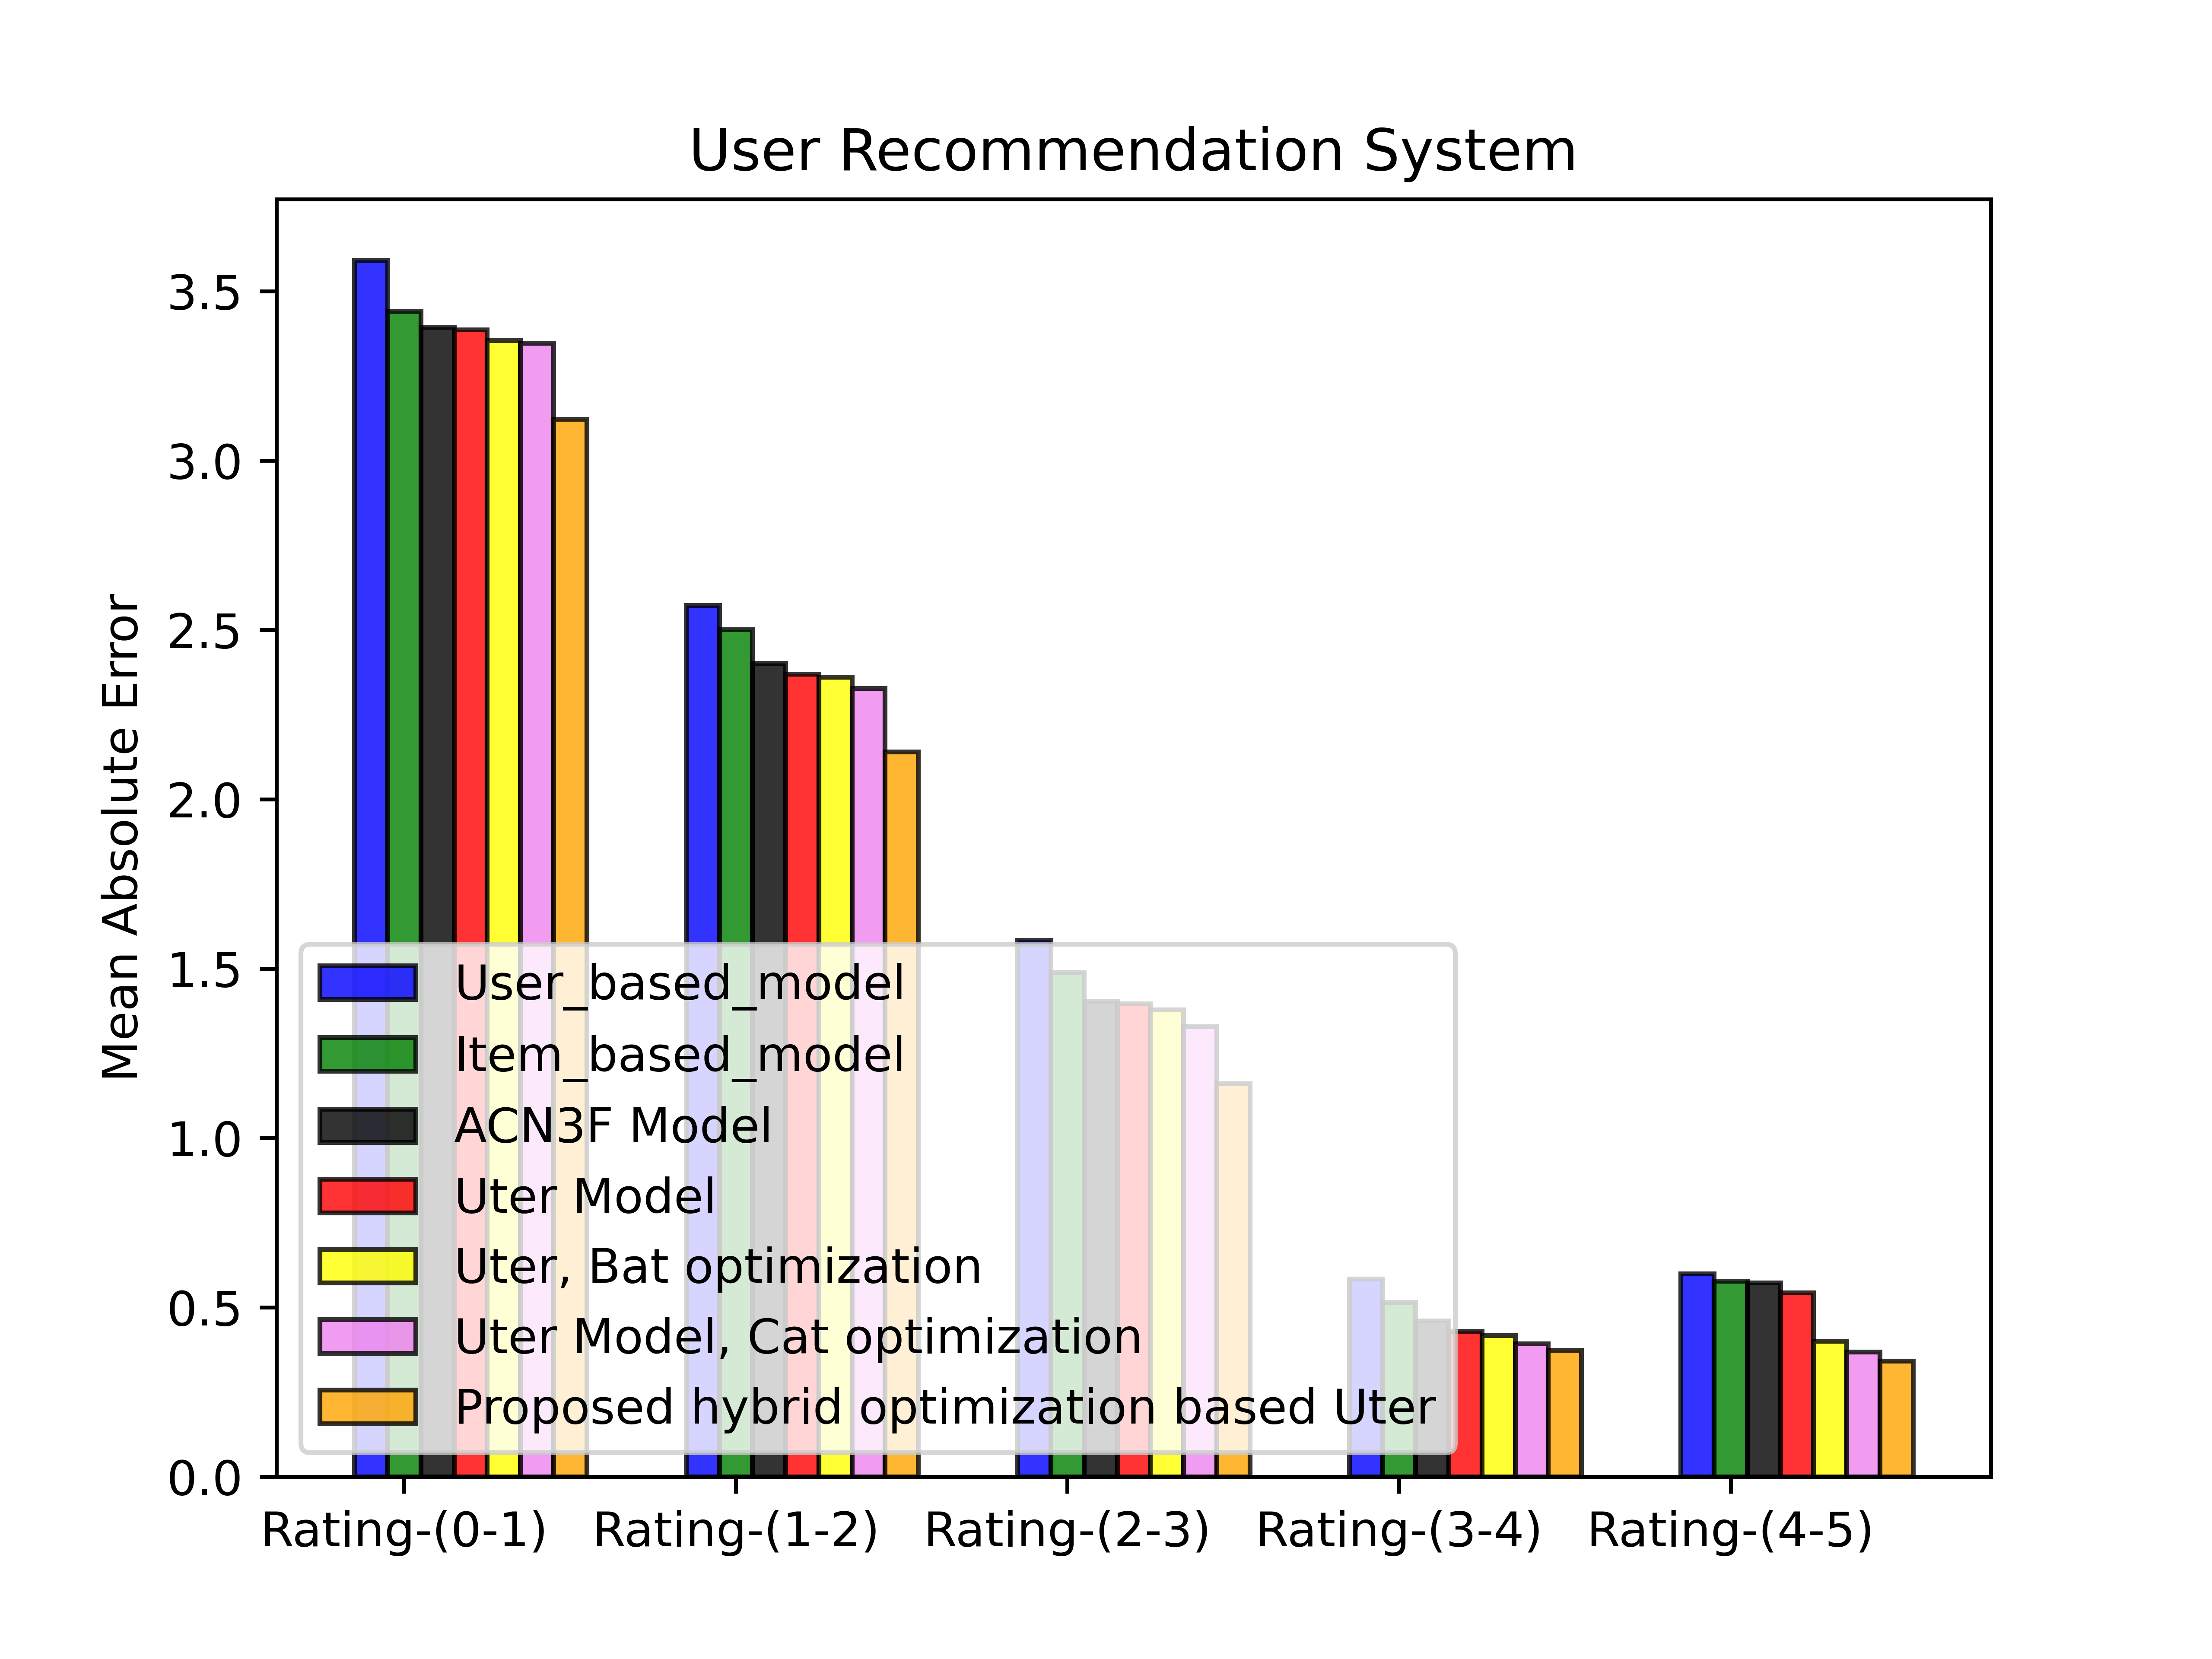 User Recommendation System
Mean Absolute Error
3.5
3.0
2.5
2.0
1.5
1.0
0.5
0.0
User_based_model
Item_based_model
ACN3F Model
Uter Model
Uter, Bat optimization
Uter Model, Cat optimization
Proposed hybrid optimization based Uter
Rating-(0-1) Rating-(1-2) Rating-(2-3) Rating-(3-4) Rating-(4-5)